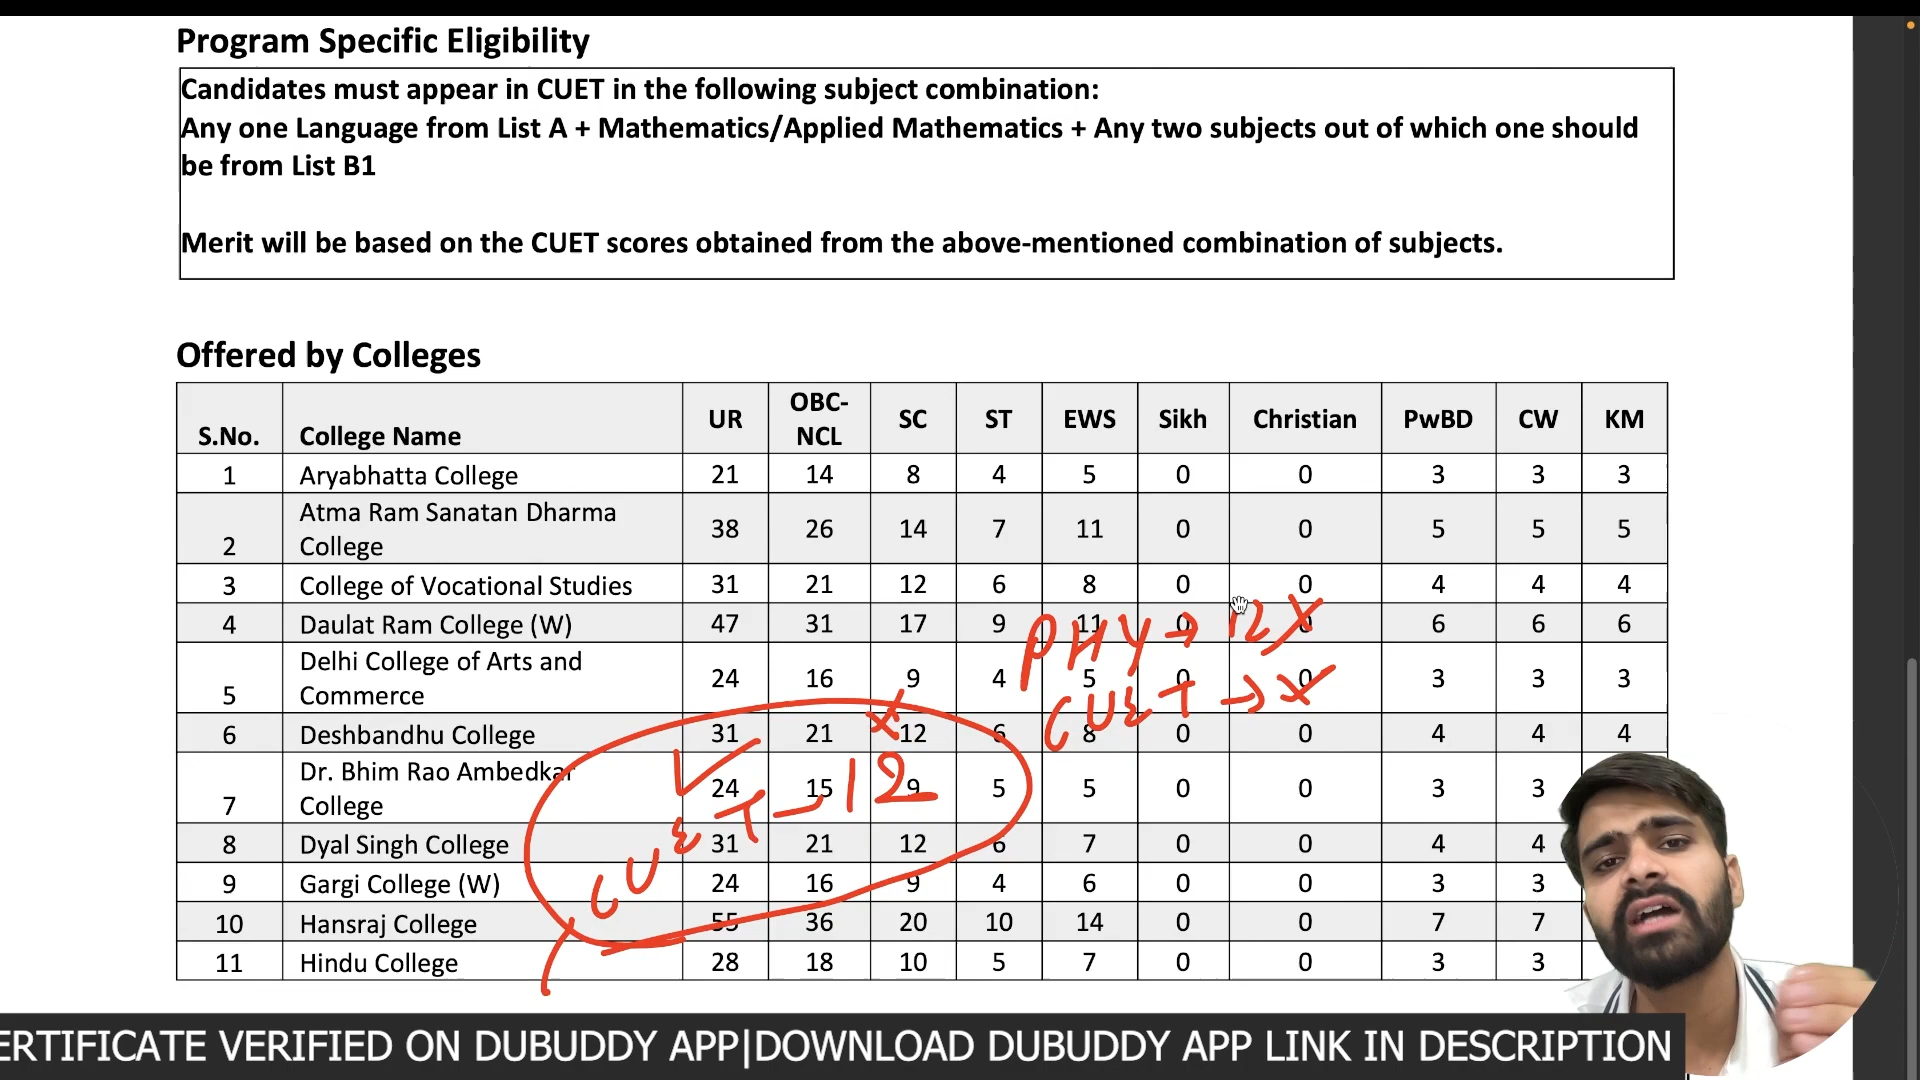 Program Specific Eligibility
Candidates must appear in CUET in the following subject combination:
Any one Language from List A + Mathematics/Applied Mathematics + Any two subjects out of which one should
be from List B1
Merit will be based on the CUET scores obtained from the above-mentioned combination of subjects.
Offered by Colleges
S.No. College Name UR OBC-NCL SC ST EWS Sikh Christian PwBD CW KM
1 Aryabhatta College 21 14 8 4 5 0 0 3 3 3
2 Atma Ram Sanatan Dharma College 38 26 14 7 11 0 0 5 5 5
3 College of Vocational Studies 31 21 12 6 8 0 0 4 4 4
4 Daulat Ram College (W) 47 31 17 9 11 0 0 6 6 6
PHY → 12 X
5 Delhi College of Arts and Commerce 24 16 9 4 5 0 0 3 3 3
CUET → X
6 Deshbandhu College 31 21 12 6 8 0 0 4 4 4
7 Dr. Bhim Rao Ambedkar College 24 15 9 5 5 0 0 3 3
CUET - 12
8 Dyal Singh College 31 21 12 6 7 0 0 4 4
9 Gargi College (W) 24 16 9 4 6 0 0 3 3
10 Hansraj College 55 36 20 10 14 0 0 7 7
11 Hindu College 28 18 10 5 7 0 0 3 3
ERTIFICATE VERIFIED ON DUBUDDY APP|DOWNLOAD DUBUDDY APP LINK IN DESCRIPTION